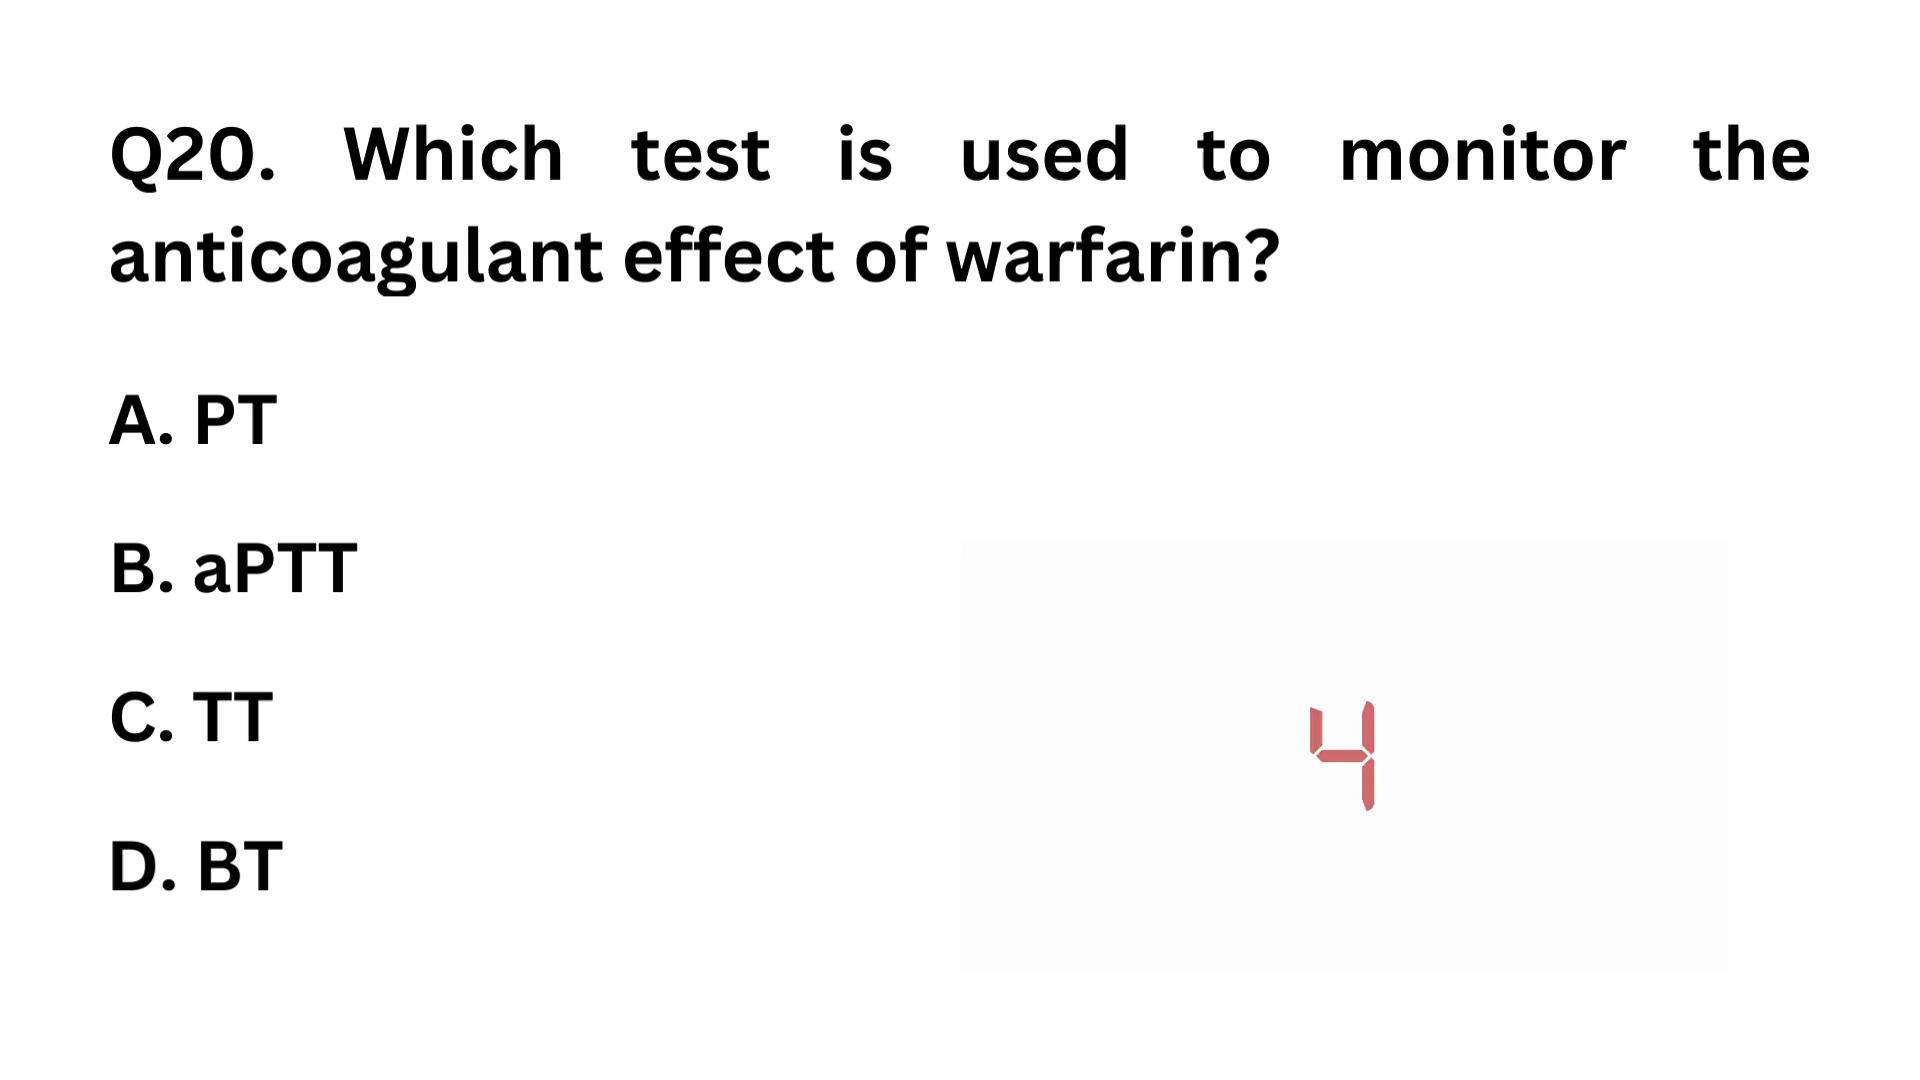 Q20. Which test is used to monitor the
anticoagulant effect of warfarin?
A. PT
B. aPTT
C. TT
4
D. BT